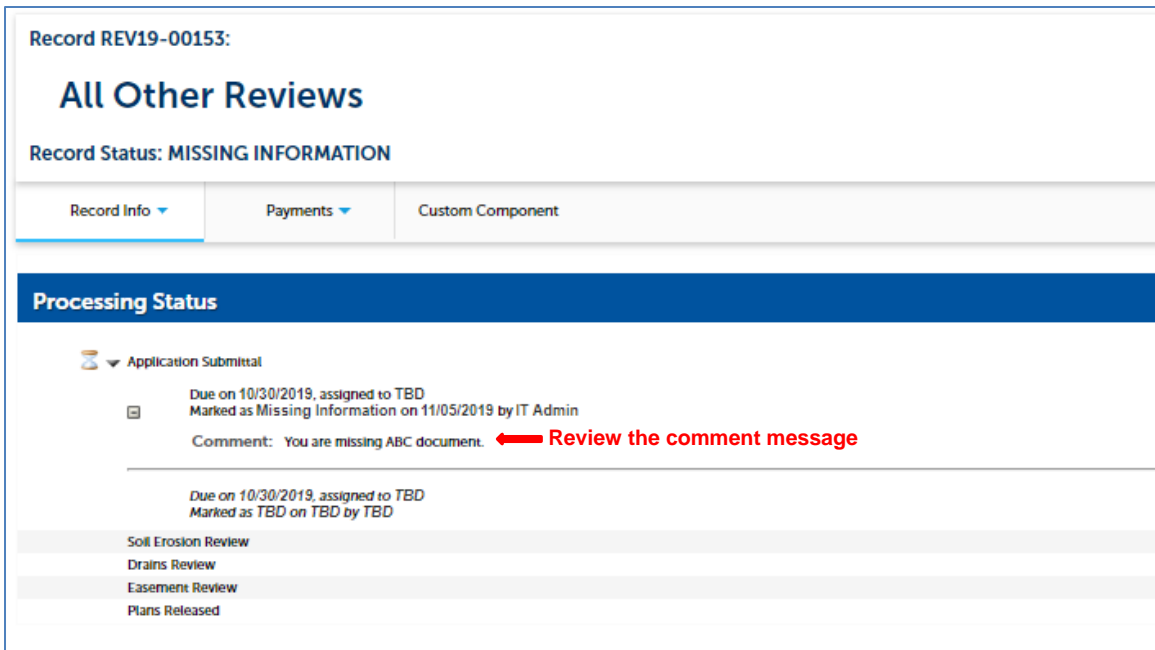 Record REV19-00153:
All Other Reviews
Record Status: MISSING INFORMATION
Record Info Payments Custom Component
Processing Status
Application Submittal
Due on 10/30/2019, assigned to TBD
Marked as Missing Information on 11/05/2019 by IT Admin
Comment: You are missing ABC document. Review the comment message
Due on 10/30/2019, assigned to TBD
Marked as TBD on TBD by TBD
Soil Erosion Review
Drains Review
Easement Review
Plans Released